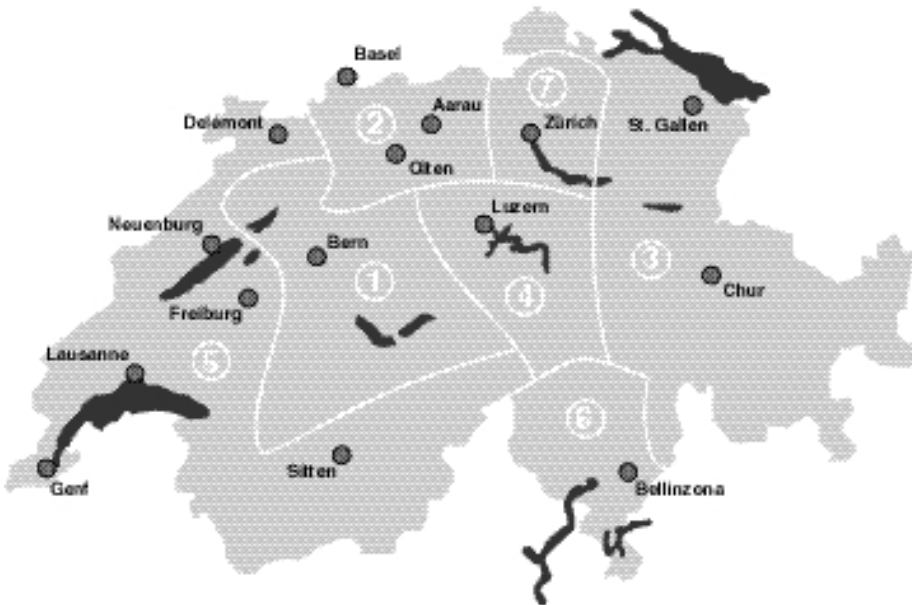 Basel
7
Aarau
2
Delémont
Zürich
St. Gallen
Olten
Luzern
Neuenburg
Bern
3
1
4
Chur
Freiburg
Lausanne
5
6
Sitten
Genf
Bellinzona